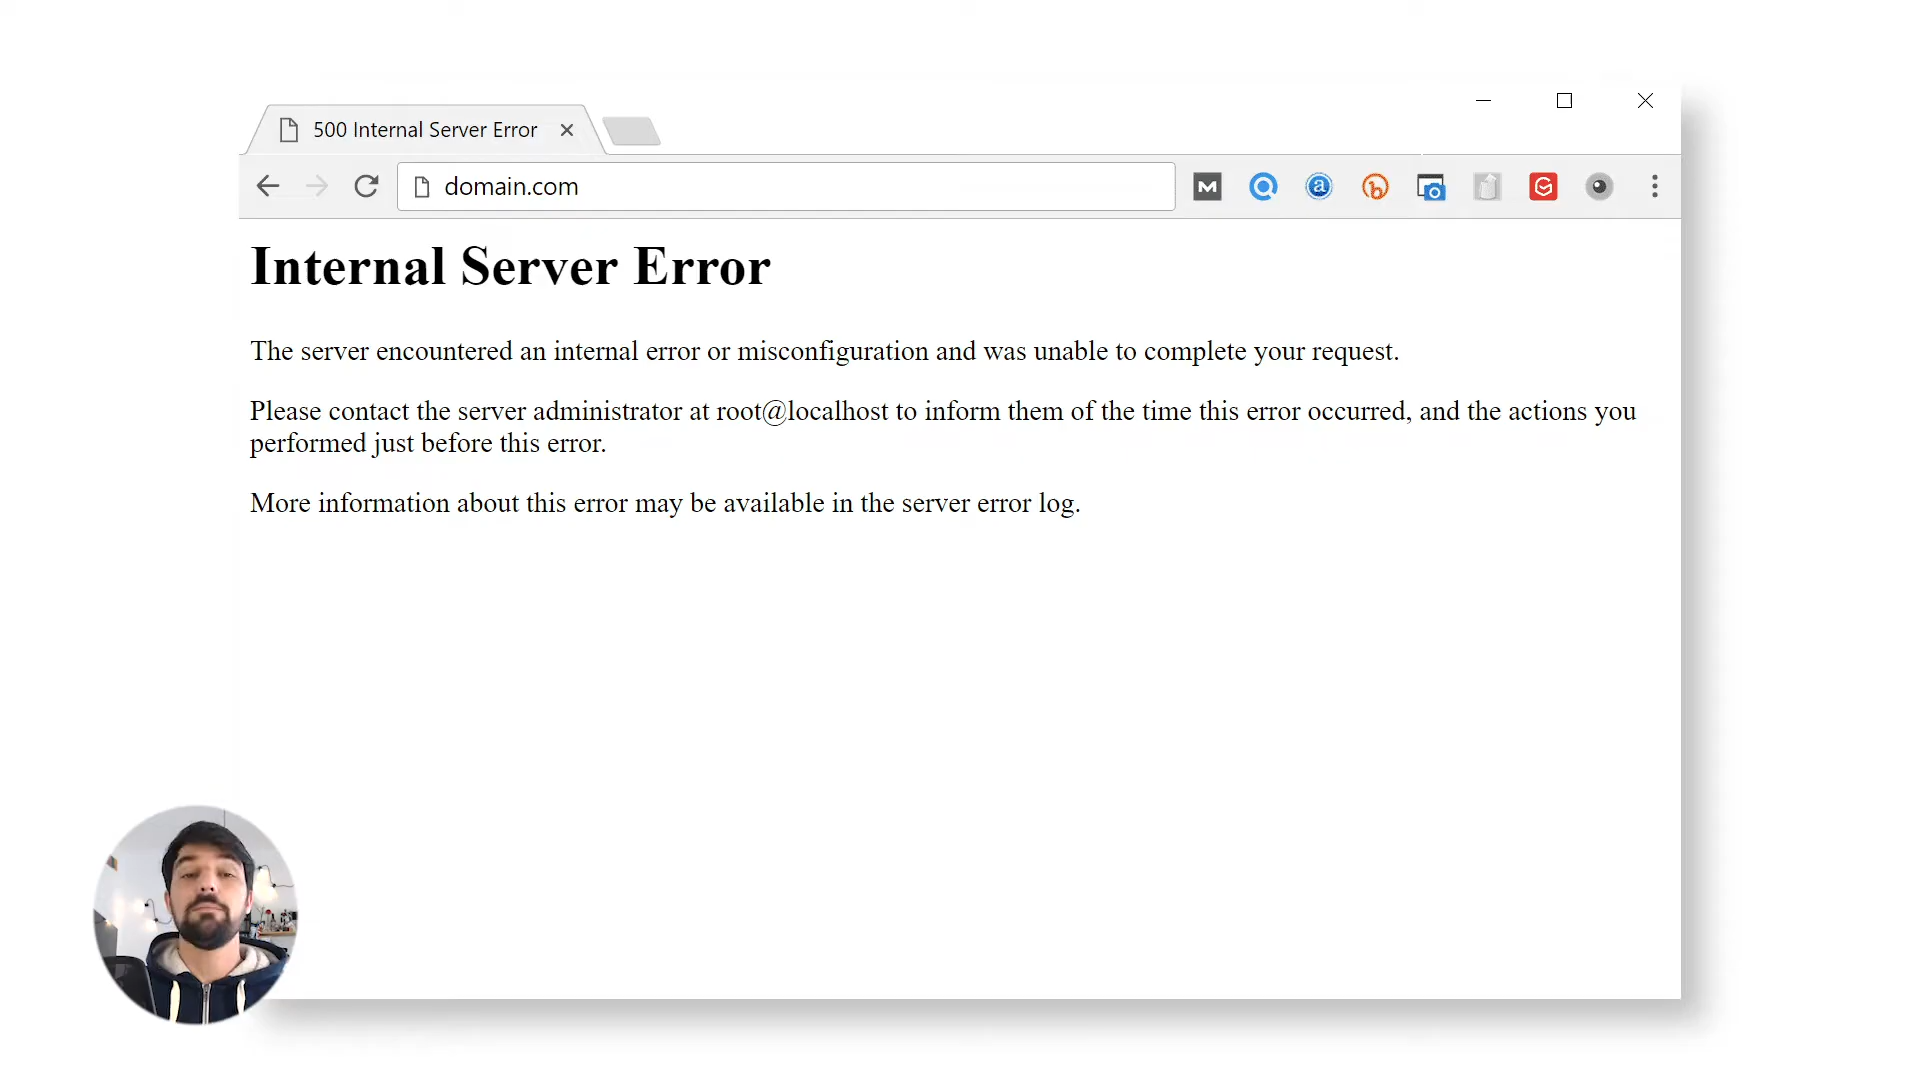 500 Internal Server Error
domain.com
Internal Server Error
The server encountered an internal error or misconfiguration and was unable to complete your request.
Please contact the server administrator at root@localhost to inform them of the time this error occurred, and the actions you
performed just before this error.
More information about this error may be available in the server error log.